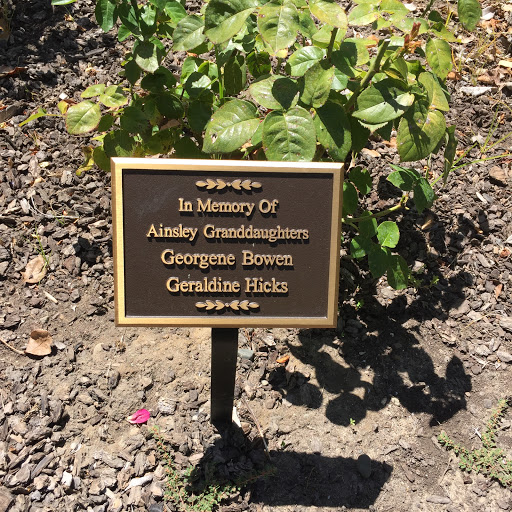 In Memory Of
Ainsley Granddaughters
Georgene Bowen
Geraldine Hicks